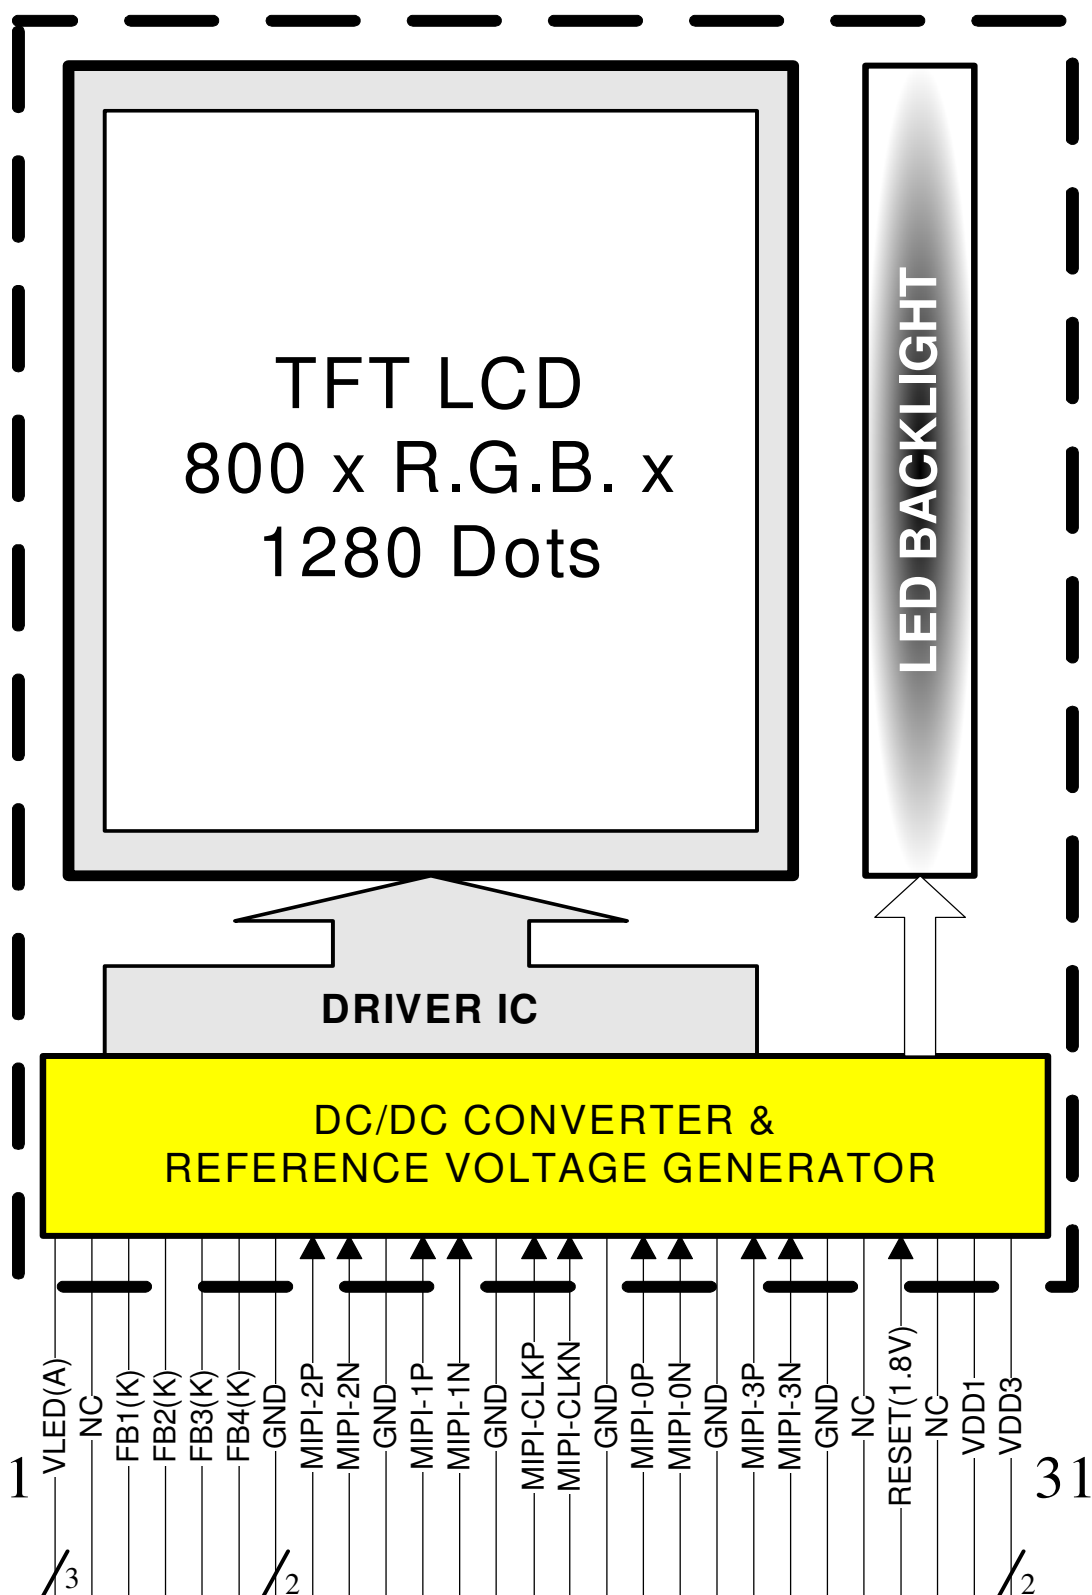 TFT LCD
800 x R.G.B. x
1280 Dots
LED BACKLIGHT
DRIVER IC
DC/DC CONVERTER &
REFERENCE VOLTAGE GENERATOR
1
VLED(A)
NC
FB1(K)
FB2(K)
FB3(K)
FB4(K)
GND
MIPI-2P
MIPI-2N
GND
MIPI-1P
MIPI-1N
GND
MIPI-CLKP
MIPI-CLKN
GND
MIPI-0P
MIPI-0N
GND
MIPI-3P
MIPI-3N
GND
NC
RESET(1.8V)
NC
VDD1
VDD3
31
3
2
2